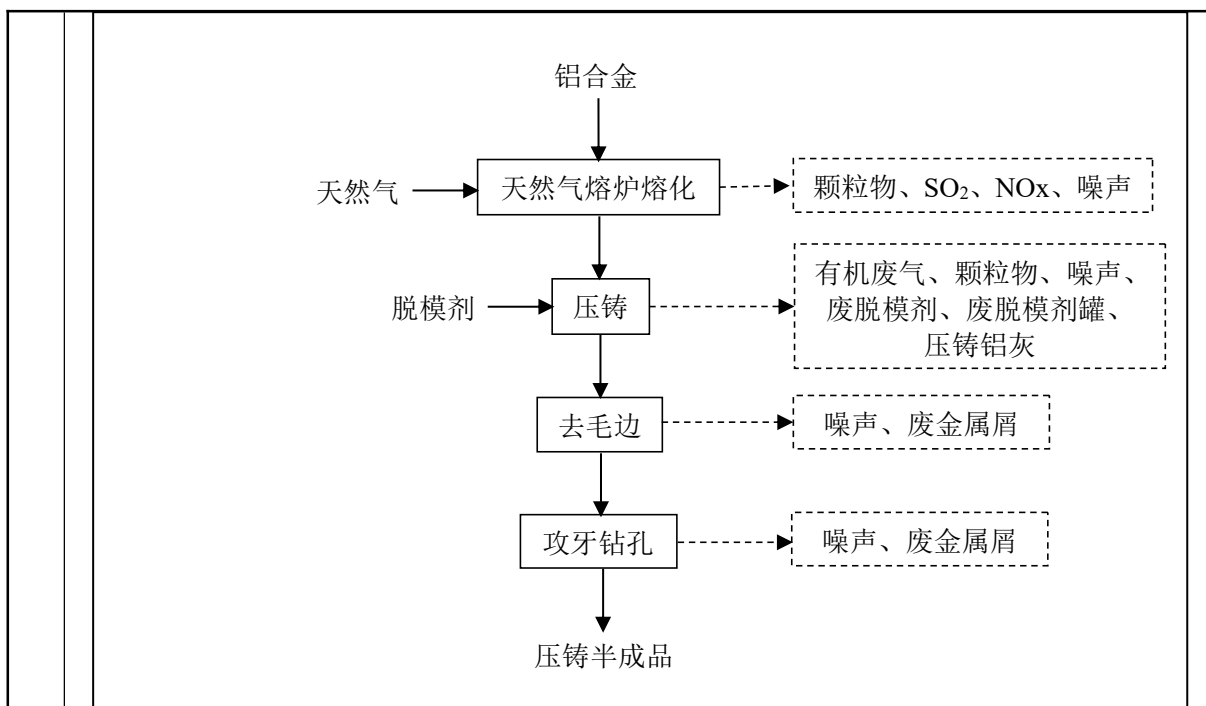 铝合金
天然气
天然气熔炉熔化
颗粒物、SO₂、NOx、噪声
脱模剂
压铸
有机废气、颗粒物、噪声、
废脱模剂、废脱模剂罐、
压铸铝灰
去毛边
噪声、废金属屑
攻牙钻孔
噪声、废金属屑
压铸半成品